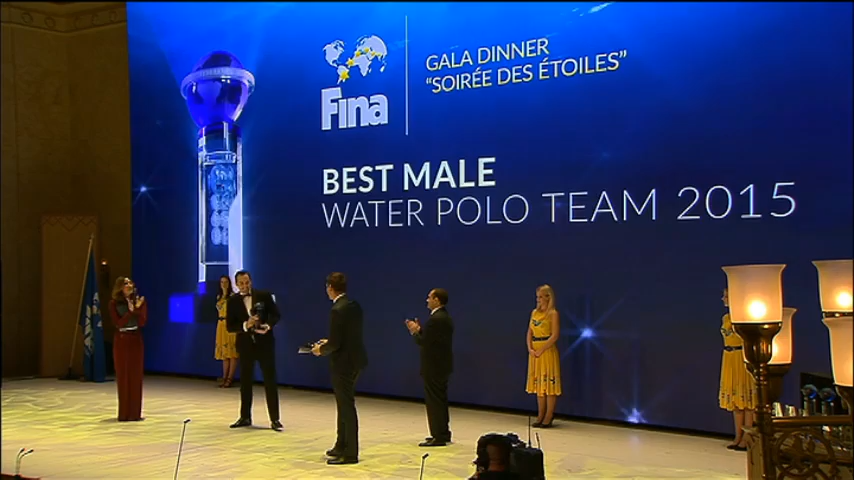 Fina
GALA DINNER
“SOIRÉE DES ÉTOILES”
BEST MALE
WATER POLO TEAM 2015